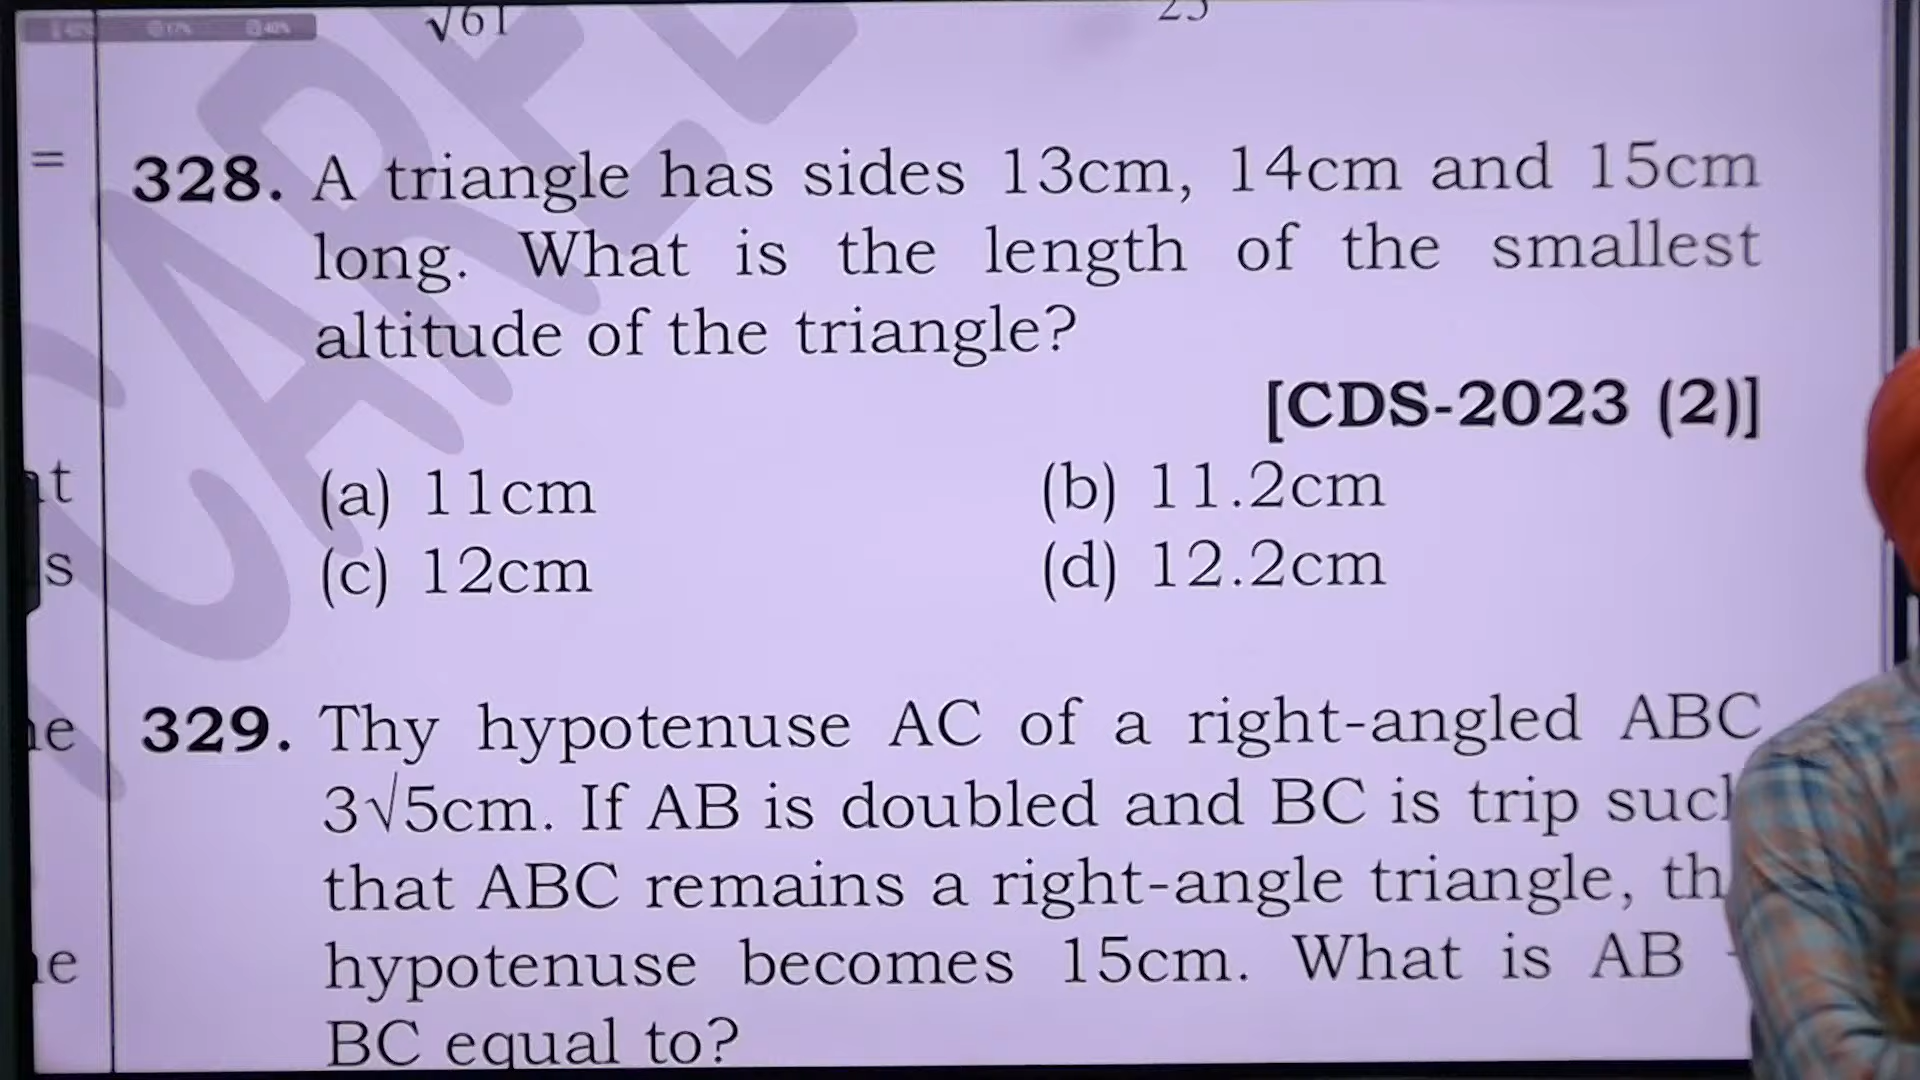 √61
25
=
328. A triangle has sides 13cm, 14cm and 15cm
long. What is the length of the smallest
altitude of the triangle?
[CDS-2023 (2)]
(a) 11cm (b) 11.2cm
(c) 12cm (d) 12.2cm
329. Thy hypotenuse AC of a right-angled ABC
3√5cm. If AB is doubled and BC is trip
that ABC remains a right-angle triangle,
hypotenuse becomes 15cm. What is AB
BC equal to?